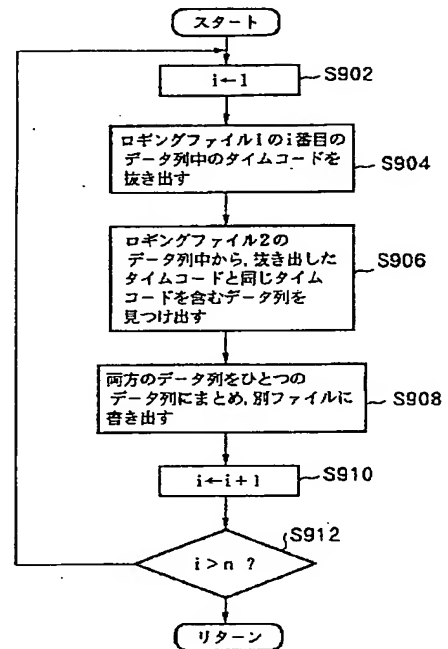 スタート
i←1
S902
ロギングファイル1のi番目の
データ列中のタイムコードを
抜き出す
S904
ロギングファイル2の
データ列中から,抜き出した
タイムコードと同じタイム
コードを含むデータ列を
見つけ出す
S906
両方のデータ列をひとつの
データ列にまとめ,別ファイルに
書き出す
S908
i←i+1
S910
i>n ?
S912
リターン